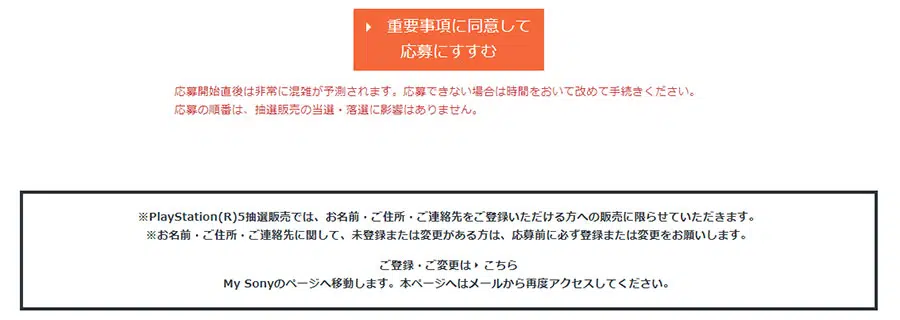 重要事項に同意して
応募にすすむ
応募開始直後は非常に混雑が予測されます。応募できない場合は時間をおいて改めて手続きください。
応募の順番は、抽選販売の当選・落選に影響はありません。
※PlayStation(R)5抽選販売では、お名前・ご住所・ご連絡先をご登録いただける方への販売に限らせていただきます。
※お名前・ご住所・ご連絡先に関して、未登録または変更がある方は、応募前に必ず登録または変更をお願いします。
ご登録・ご変更は こちら
My Sonyのページへ移動します。本ページへはメールから再度アクセスしてください。